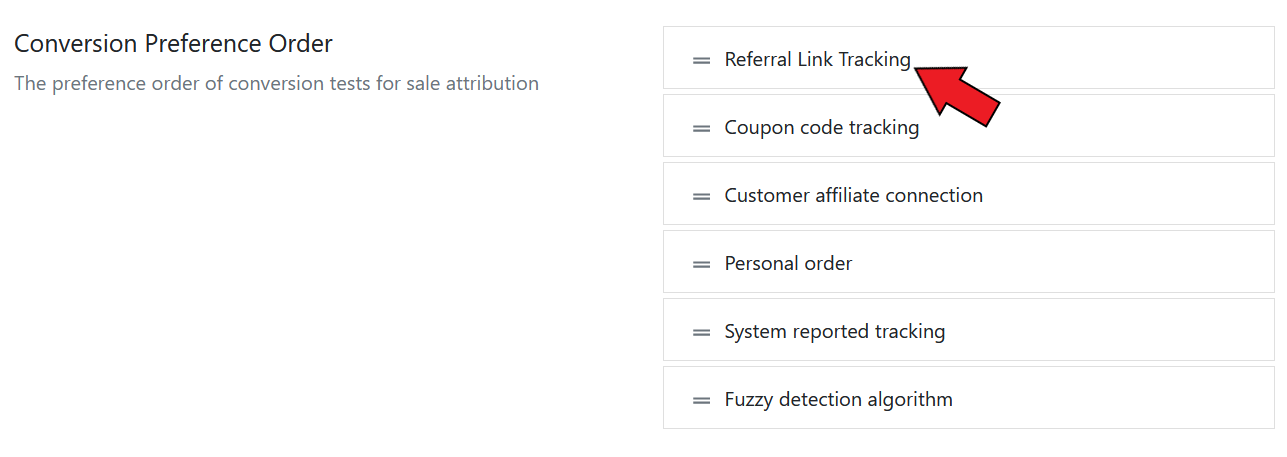 Conversion Preference Order
The preference order of conversion tests for sale attribution
Referral Link Tracking
Coupon code tracking
Customer affiliate connection
Personal order
System reported tracking
Fuzzy detection algorithm